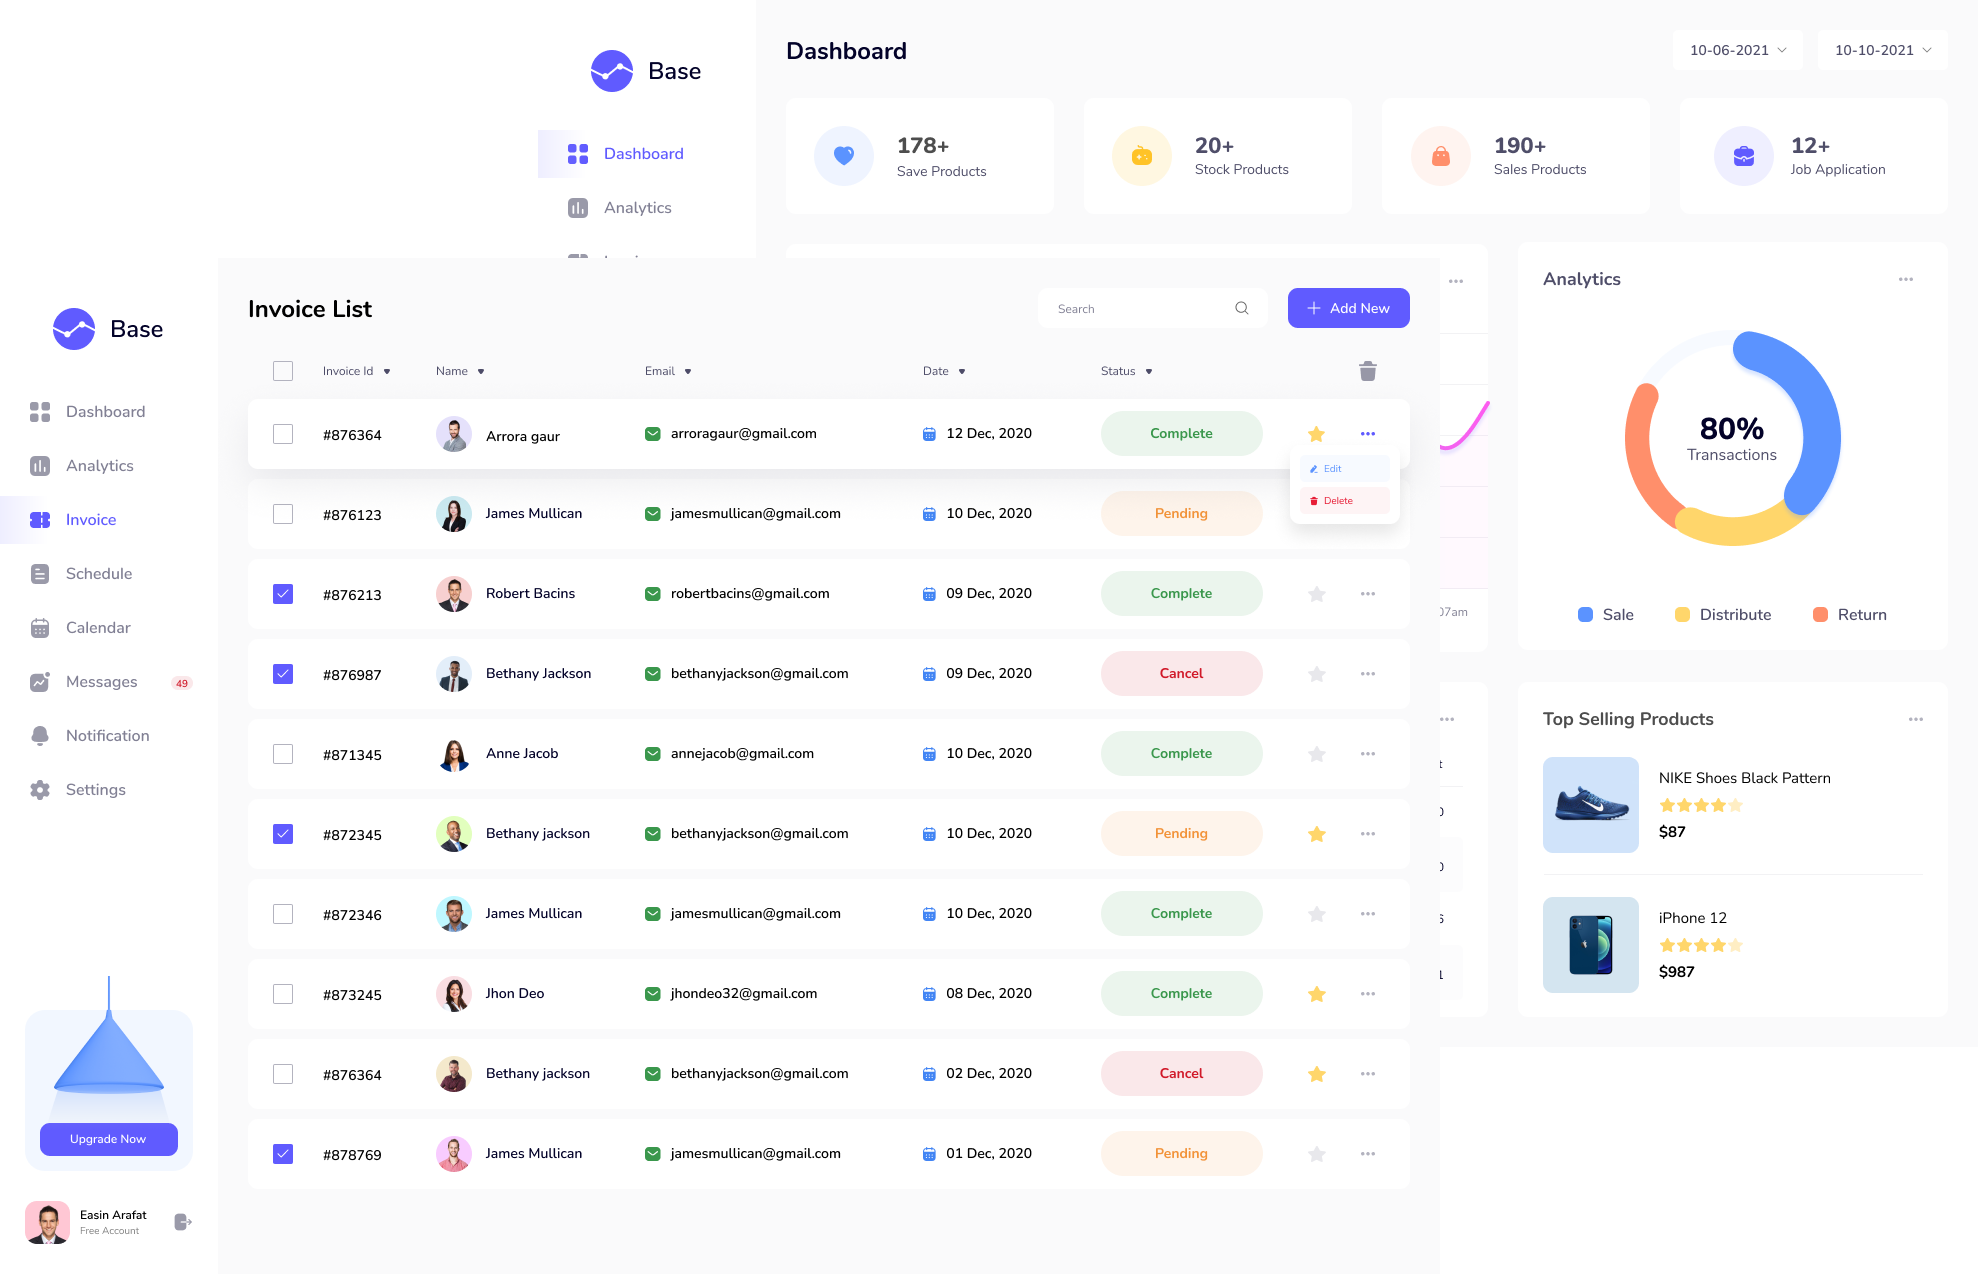 Base
Dashboard
Analytics
Dashboard
10-06-2021
10-10-2021
178+
Save Products
20+
Stock Products
190+
Sales Products
12+
Job Application
Analytics
80%
Transactions
Sale
Distribute
Return
07am
Top Selling Products
NIKE Shoes Black Pattern
$87
iPhone 12
$987
Base
Dashboard
Analytics
Invoice
Schedule
Calendar
Messages 49
Notification
Settings
Upgrade Now
Easin Arafat
Free Account
Invoice List
Search
Add New
Invoice Id Name Email Date Status
#876364 Arrora gaur arroragaur@gmail.com 12 Dec, 2020 Complete
Edit
Delete
#876123 James Mullican jamesmullican@gmail.com 10 Dec, 2020 Pending
#876213 Robert Bacins robertbacins@gmail.com 09 Dec, 2020 Complete
#876987 Bethany Jackson bethanyjackson@gmail.com 09 Dec, 2020 Cancel
#871345 Anne Jacob annejacob@gmail.com 10 Dec, 2020 Complete
#872345 Bethany jackson bethanyjackson@gmail.com 10 Dec, 2020 Pending
#872346 James Mullican jamesmullican@gmail.com 10 Dec, 2020 Complete
#873245 Jhon Deo jhondeo32@gmail.com 08 Dec, 2020 Complete
#876364 Bethany jackson bethanyjackson@gmail.com 02 Dec, 2020 Cancel
#878769 James Mullican jamesmullican@gmail.com 01 Dec, 2020 Pending